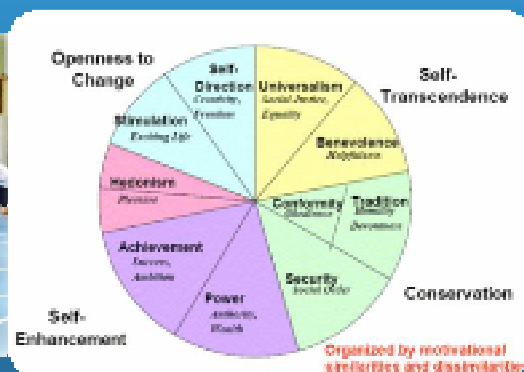 Openness to
Change
Self-
Transcendence
Self-
Direction
Creativity,
Freedom
Universalism
Social Justice,
Equality
Stimulation
Exciting Life
Benevolence
Helpfulness
Hedonism
Pleasure
Conformity
Obedience
Tradition
Humility
Devoutness
Achievement
Success,
Ambition
Security
Social Order
Power
Authority,
Wealth
Conservation
Self-
Enhancement
Organized by motivational
similarities and dissimilarities